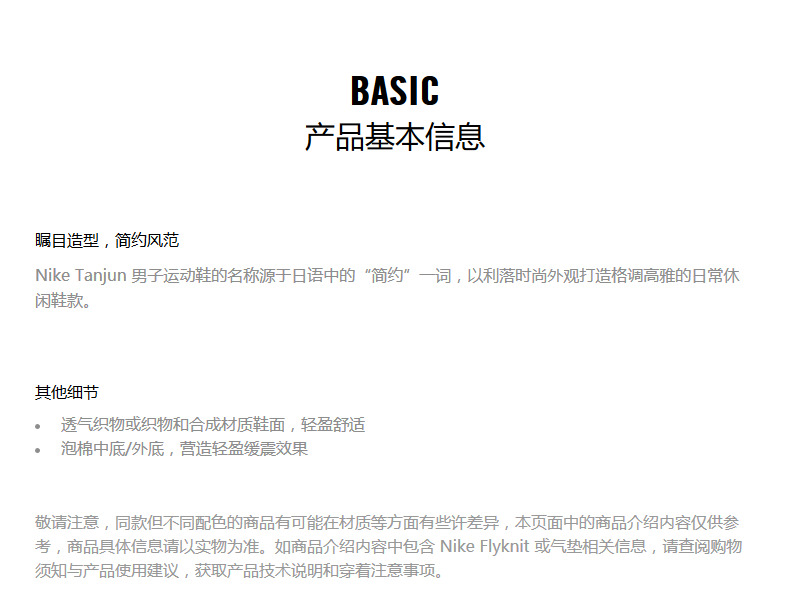 BASIC
产品基本信息
瞩目造型，简约风范
Nike Tanjun 男子运动鞋的名称源于日语中的“简约”一词，以利落时尚外观打造格调高雅的日常休
闲鞋款。
其他细节
• 透气织物或织物和合成材质鞋面，轻盈舒适
• 泡棉中底/外底，营造轻盈缓震效果
敬请注意，同款但不同配色的商品有可能在材质等方面有些许差异，本页面中的商品介绍内容仅供参
考，商品具体信息请以实物为准。如商品介绍内容中包含 Nike Flyknit 或气垫相关信息，请查阅购物
须知与产品使用建议，获取产品技术说明和穿着注意事项。